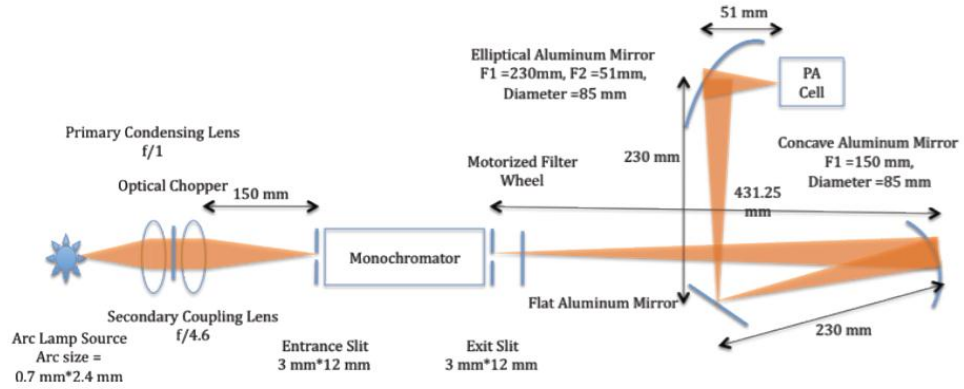 51 mm
Elliptical Aluminum Mirror
F1 =230mm, F2 =51mm,
Diameter =85 mm
PA
Cell
Primary Condensing Lens
f/1
Optical Chopper
150 mm
Motorized Filter
Wheel
230 mm
Concave Aluminum Mirror
F1 =150 mm,
Diameter =85 mm
431.25
mm
Monochromator
Flat Aluminum Mirror
230 mm
Secondary Coupling Lens
f/4.6
Arc Lamp Source
Arc size =
0.7 mm*2.4 mm
Entrance Slit
3 mm*12 mm
Exit Slit
3 mm*12 mm